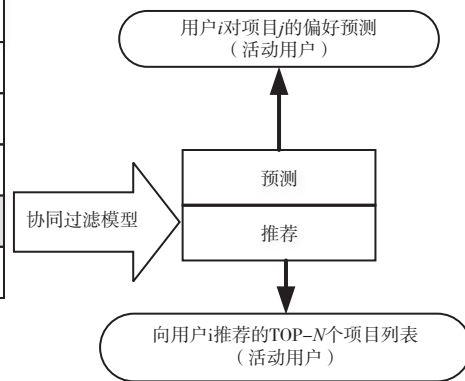 用户i对项目j的偏好预测
（活动用户）
预测
协同过滤模型
推荐
向用户i推荐的TOP–N个项目列表
（活动用户）